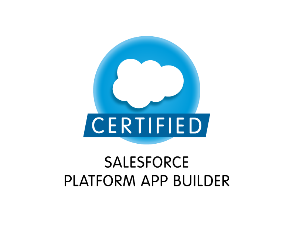 CERTIFIED
SALESFORCE
PLATFORM APP BUILDER